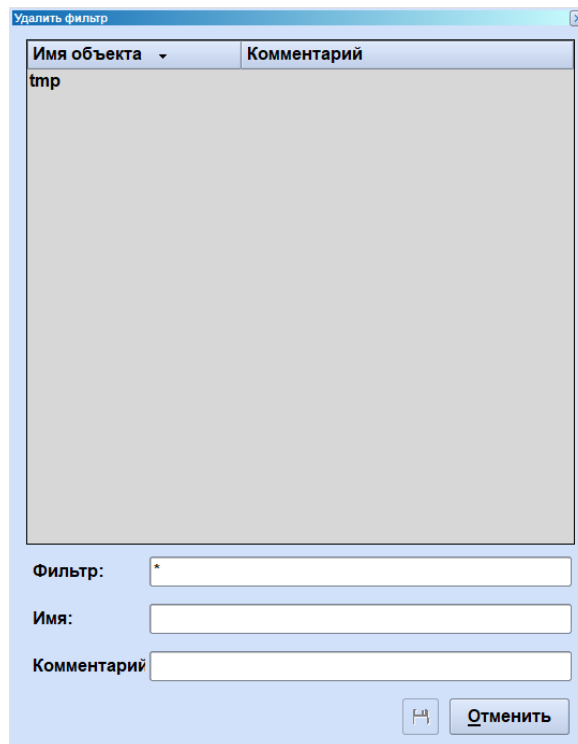 Удалить фильтр
Имя объекта Комментарий
tmp
Фильтр: *
Имя:
Комментарий
Отменить